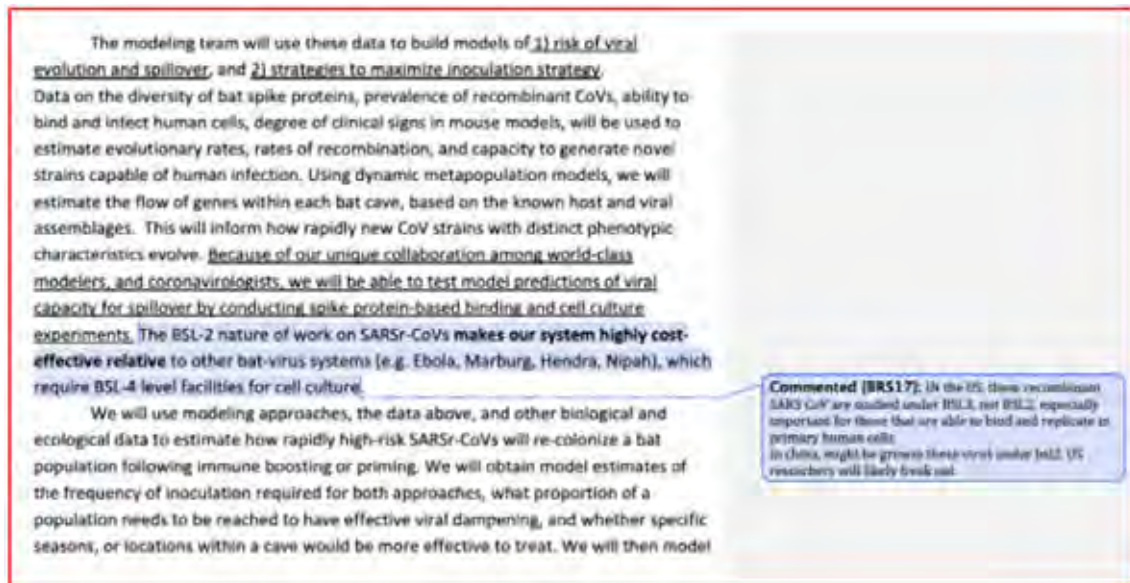 The modeling team will use these data to build models of 1) risk of viral
evolution and spillover, and 2) strategies to maximize inoculation strategy.
Data on the diversity of bat spike proteins, prevalence of recombinant CoVs, ability to
bind and infect human cells, degree of clinical signs in mouse models, will be used to
estimate evolutionary rates, rates of recombination, and capacity to generate novel
strains capable of human infection. Using dynamic metapopulation models, we will
estimate the flow of genes within each bat cave, based on the known host and viral
assemblages. This will inform how rapidly new CoV strains with distinct phenotypic
characteristics evolve. Because of our unique collaboration among world-class
modelers, and coronavirologists, we will be able to test model predictions of viral
capacity for spillover by conducting spike protein-based binding and cell culture
experiments. The BSL-2 nature of work on SARSr-CoVs makes our system highly cost-
effective relative to other bat-virus systems (e.g. Ebola, Marburg, Hendra, Nipah), which
require BSL-4 level facilities for cell culture.
We will use modeling approaches, the data above, and other biological and
ecological data to estimate how rapidly high-risk SARSr-CoVs will re-colonize a bat
population following immune boosting or priming. We will obtain model estimates of
the frequency of inoculation required for both approaches, what proportion of a
population needs to be reached to have effective viral dampening, and whether specific
seasons, or locations within a cave would be more effective to treat. We will then model
Commented [BRS17]: IN the US, these recombinant
SARS CoV are studied under BSL3, not BSL2, especially
important for those that are able to bind and replicate in
primary human cells.
In china, might be growin these virus under bsl2. US
researchers will likely freak out.